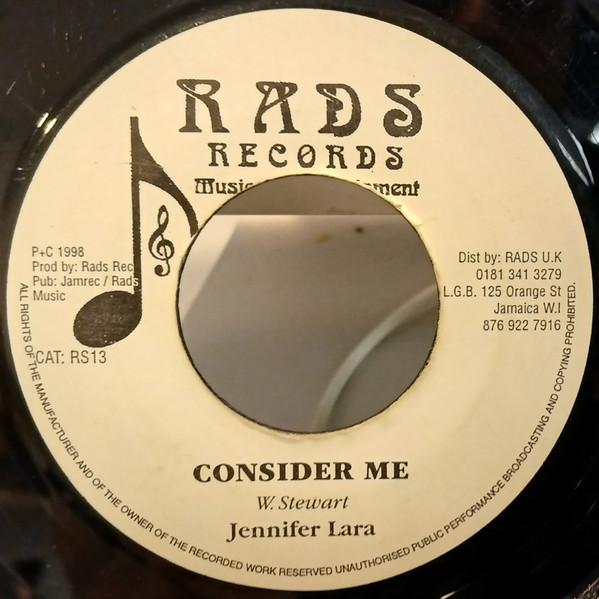 RADS
RECORDS
Music
P+C 1998
Prod by: Rads Rec
Pub: Jamrec / Rads
Music
CAT: RS13
Dist by: RADS U.K
0181 341 3279
L.G.B. 125 Orange St
Jamaica W.I
876 922 7916
CONSIDER ME
W. Stewart
Jennifer Lara
ALL RIGHTS OF THE MANUFACTURER AND OF THE OWNER OF THE RECORDED WORK RESERVED UNAUTHORISED PUBLIC PERFORMANCE BROADCASTING AND COPYING PROHIBITED.